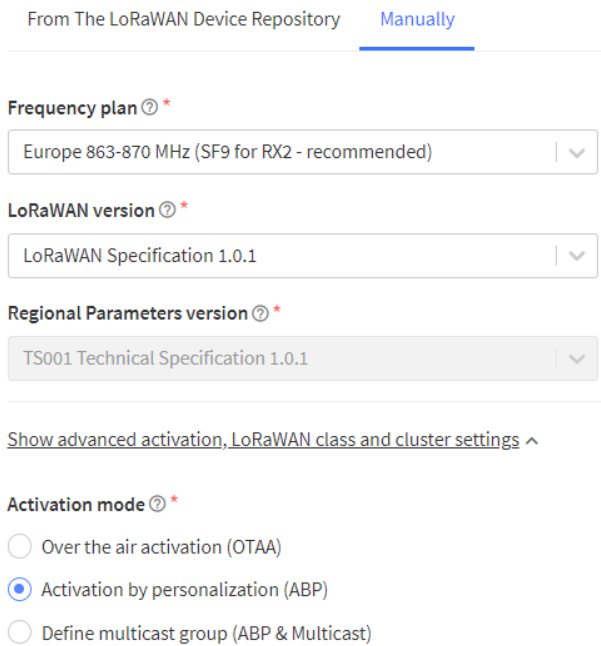 From The LoRaWAN Device Repository Manually
Frequency plan ? *
Europe 863-870 MHz (SF9 for RX2 - recommended)
LoRaWAN version ? *
LoRaWAN Specification 1.0.1
Regional Parameters version ? *
TS001 Technical Specification 1.0.1
Show advanced activation, LoRaWAN class and cluster settings
Activation mode ? *
Over the air activation (OTAA)
Activation by personalization (ABP)
Define multicast group (ABP & Multicast)